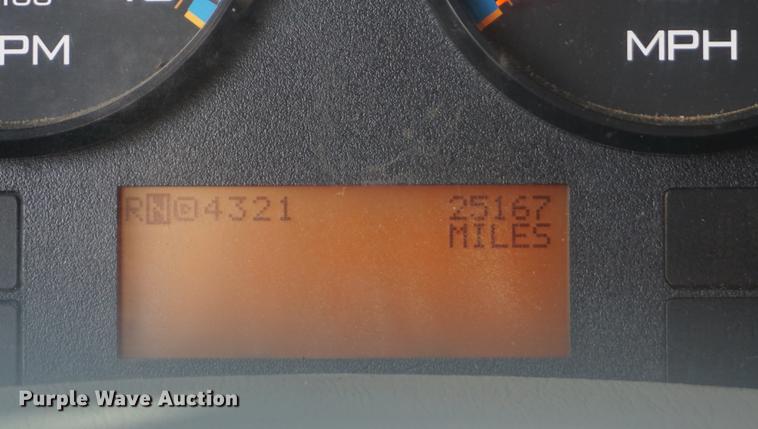 PM
MPH
RN D 4321 25167
MILES
Purple Wave Auction